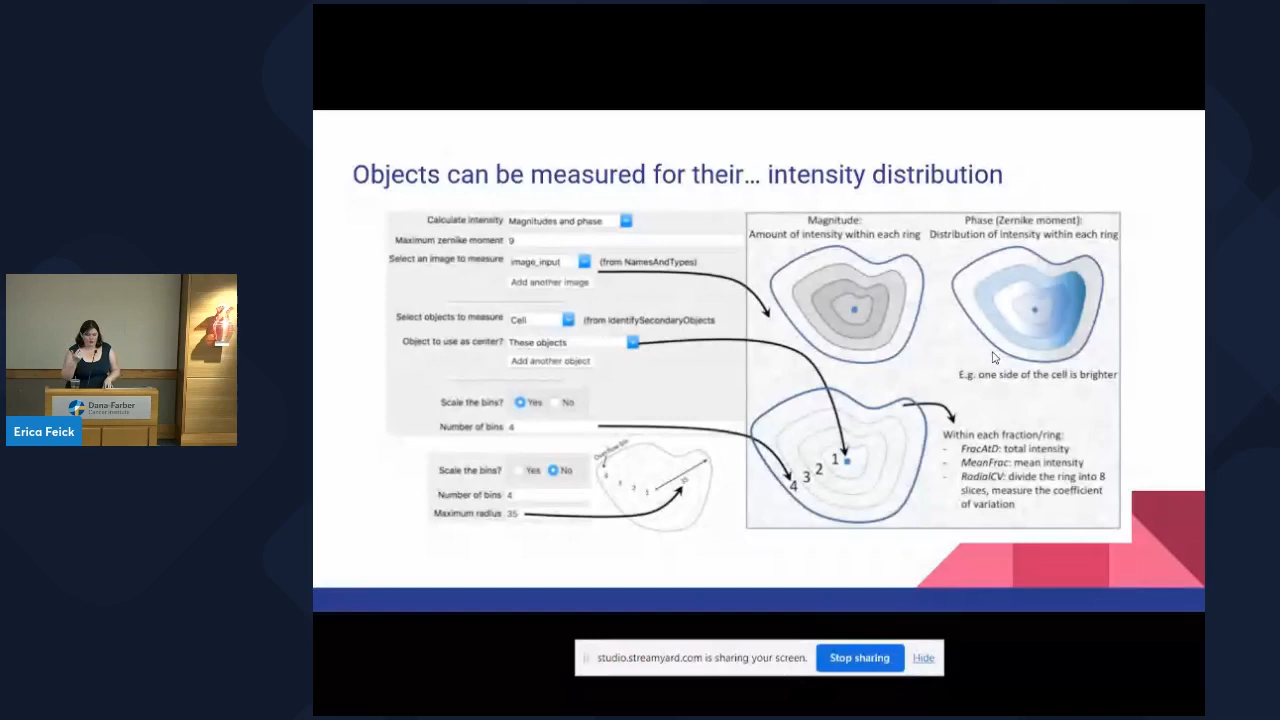 Objects can be measured for their... intensity distribution
Calculate intensity Magnitudes and phase
Maximum zernike moment 9
Select an image to measure image_input (from NamesAndTypes)
Add another image
Select objects to measure Cell (from IdentifySecondaryObjects
Object to use as center? These objects
Add another object
Scale the bins? Yes No
Number of bins 4
Scale the bins? Yes No
Number of bins 4
Maximum radius 35
4 3 2 1 35
Magnitude:
Amount of intensity within each ring
Phase (Zernike moment):
Distribution of intensity within each ring
E.g. one side of the cell is brighter
1
2
3
4
Within each fraction/ring:
- FracAtD: total intensity
- MeanFrac: mean intensity
- RadialCV: divide the ring into 8
slices, measure the coefficient
of variation
Dana-Farber
Cancer Institute
Erica Feick
studio.streamyard.com is sharing your screen.
Stop sharing
Hide